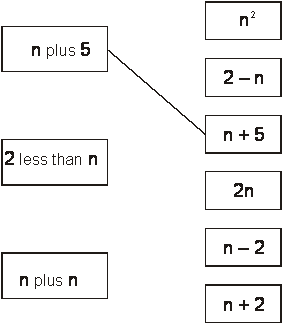 n²
n plus 5
2 – n
n + 5
2 less than n
2n
n – 2
n plus n
n + 2